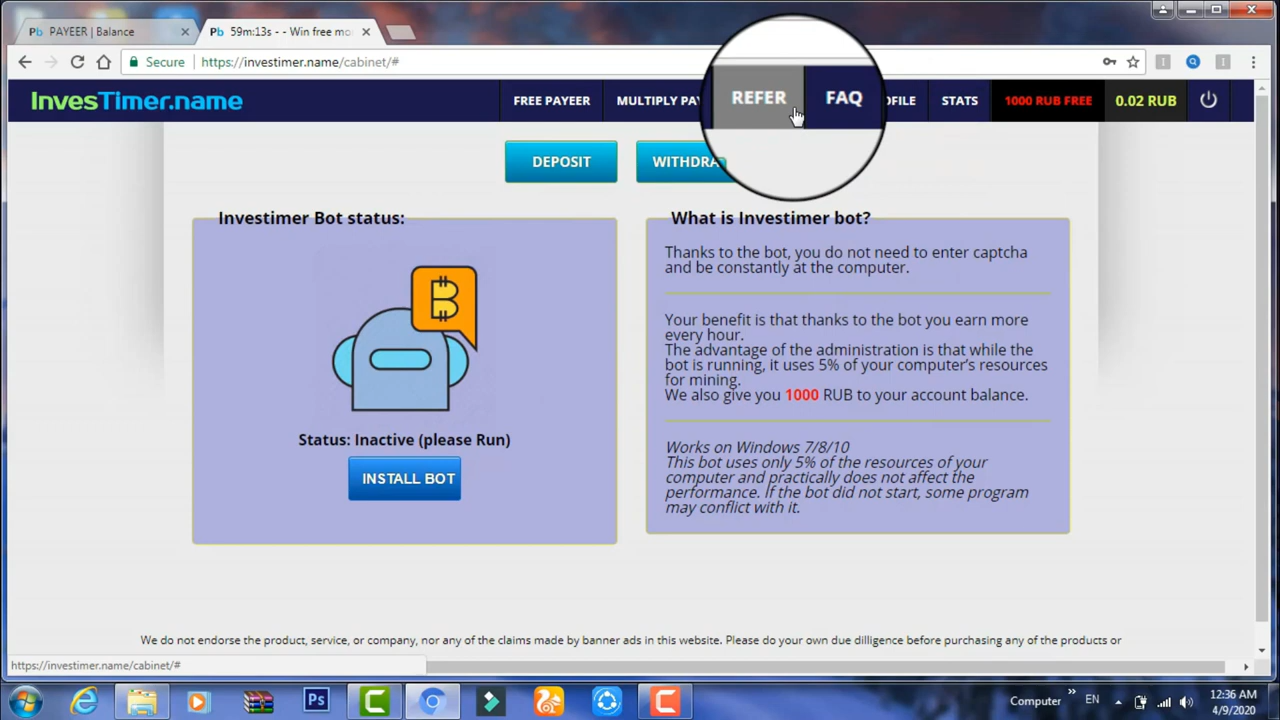 PAYEER | Balance
59m:13s - - Win free mo
Secure
https://investimer.name/cabinet/#
InvesTimer.name
FREE PAYEER
MULTIPLY PAY
REFER
FAQ
OFILE
STATS
1000 RUB FREE
0.02 RUB
DEPOSIT
WITHDRA
Investimer Bot status:
Status: Inactive (please Run)
INSTALL BOT
What is Investimer bot?
Thanks to the bot, you do not need to enter captcha
and be constantly at the computer.
Your benefit is that thanks to the bot you earn more
every hour.
The advantage of the administration is that while the
bot is running, it uses 5% of your computer's resources
for mining.
We also give you 1000 RUB to your account balance.
Works on Windows 7/8/10
This bot uses only 5% of the resources of your
computer and practically does not affect the
performance. If the bot did not start, some program
may conflict with it.
We do not endorse the product, service, or company, nor any of the claims made by banner ads in this website. Please do your own due dilligence before purchasing any of the products or
https://investimer.name/cabinet/#
Ps
Computer
EN
12:36 AM
4/9/2020